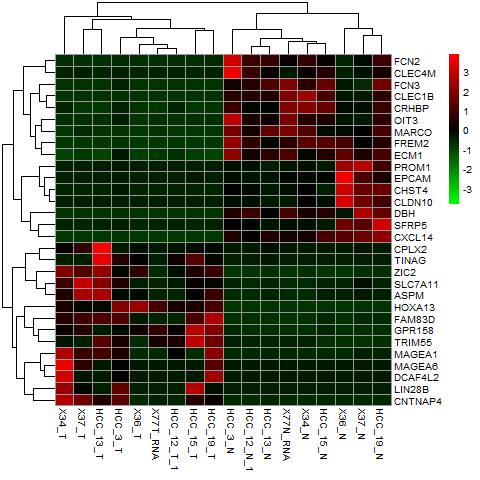 FCN2
CLEC4M
FCN3
CLEC1B
CRHBP
OIT3
MARCO
FREM2
ECM1
PROM1
EPCAM
CHST4
CLDN10
DBH
SFRP5
CXCL14
CPLX2
TINAG
ZIC2
SLC7A11
ASPM
HOXA13
FAM83D
GPR158
TRIM55
MAGEA1
MAGEA6
DCAF4L2
LIN28B
CNTNAP4
3
2
1
0
-1
-2
-3
X34_T
X37_T
HCC_13_T
HCC_3_T
X36_T
X77T_RNA
HCC_12_T_1
HCC_15_T
HCC_19_T
HCC_3_N
HCC_12_N_1
HCC_13_N
X77N_RNA
X34_N
HCC_15_N
X36_N
X37_N
HCC_19_N